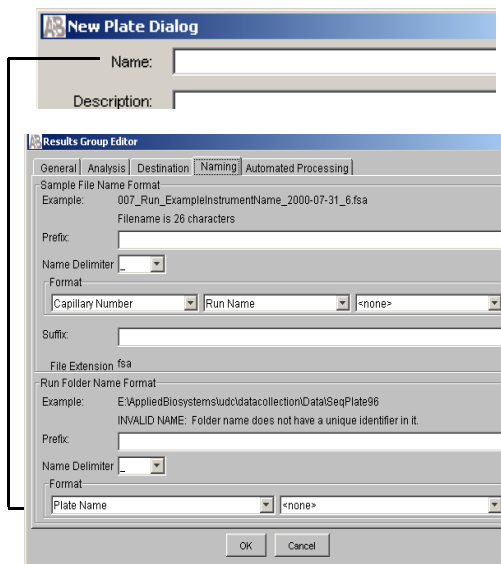 AB New Plate Dialog
Name:
Description:
AB Results Group Editor
General Analysis Destination Naming Automated Processing
Sample File Name Format
Example: 007_Run_ExampleInstrumentName_2000-07-31_6.fsa
Filename is 26 characters
Prefix:
Name Delimiter _
Format
Capillary Number Run Name <none>
Suffix:
File Extension fsa
Run Folder Name Format
Example: E:\AppliedBiosystems\udc\datacollection\Data\SeqPlate96
INVALID NAME: Folder name does not have a unique identifier in it.
Prefix:
Name Delimiter _
Format
Plate Name <none>
OK Cancel